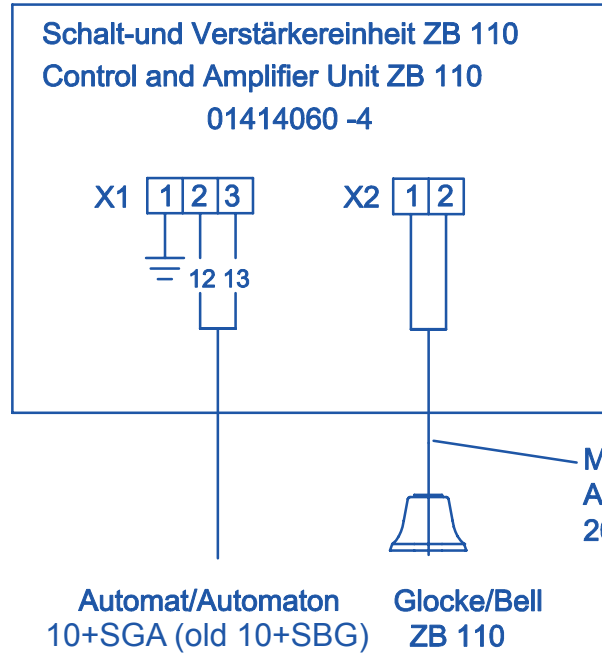 Schalt-und Verstärkereinheit ZB 110
Control and Amplifier Unit ZB 110
01414060 -4
X1 1 2 3 X2 1 2
12 13
M
A
20
Automat/Automaton Glocke/Bell
10+SGA (old 10+SBG) ZB 110